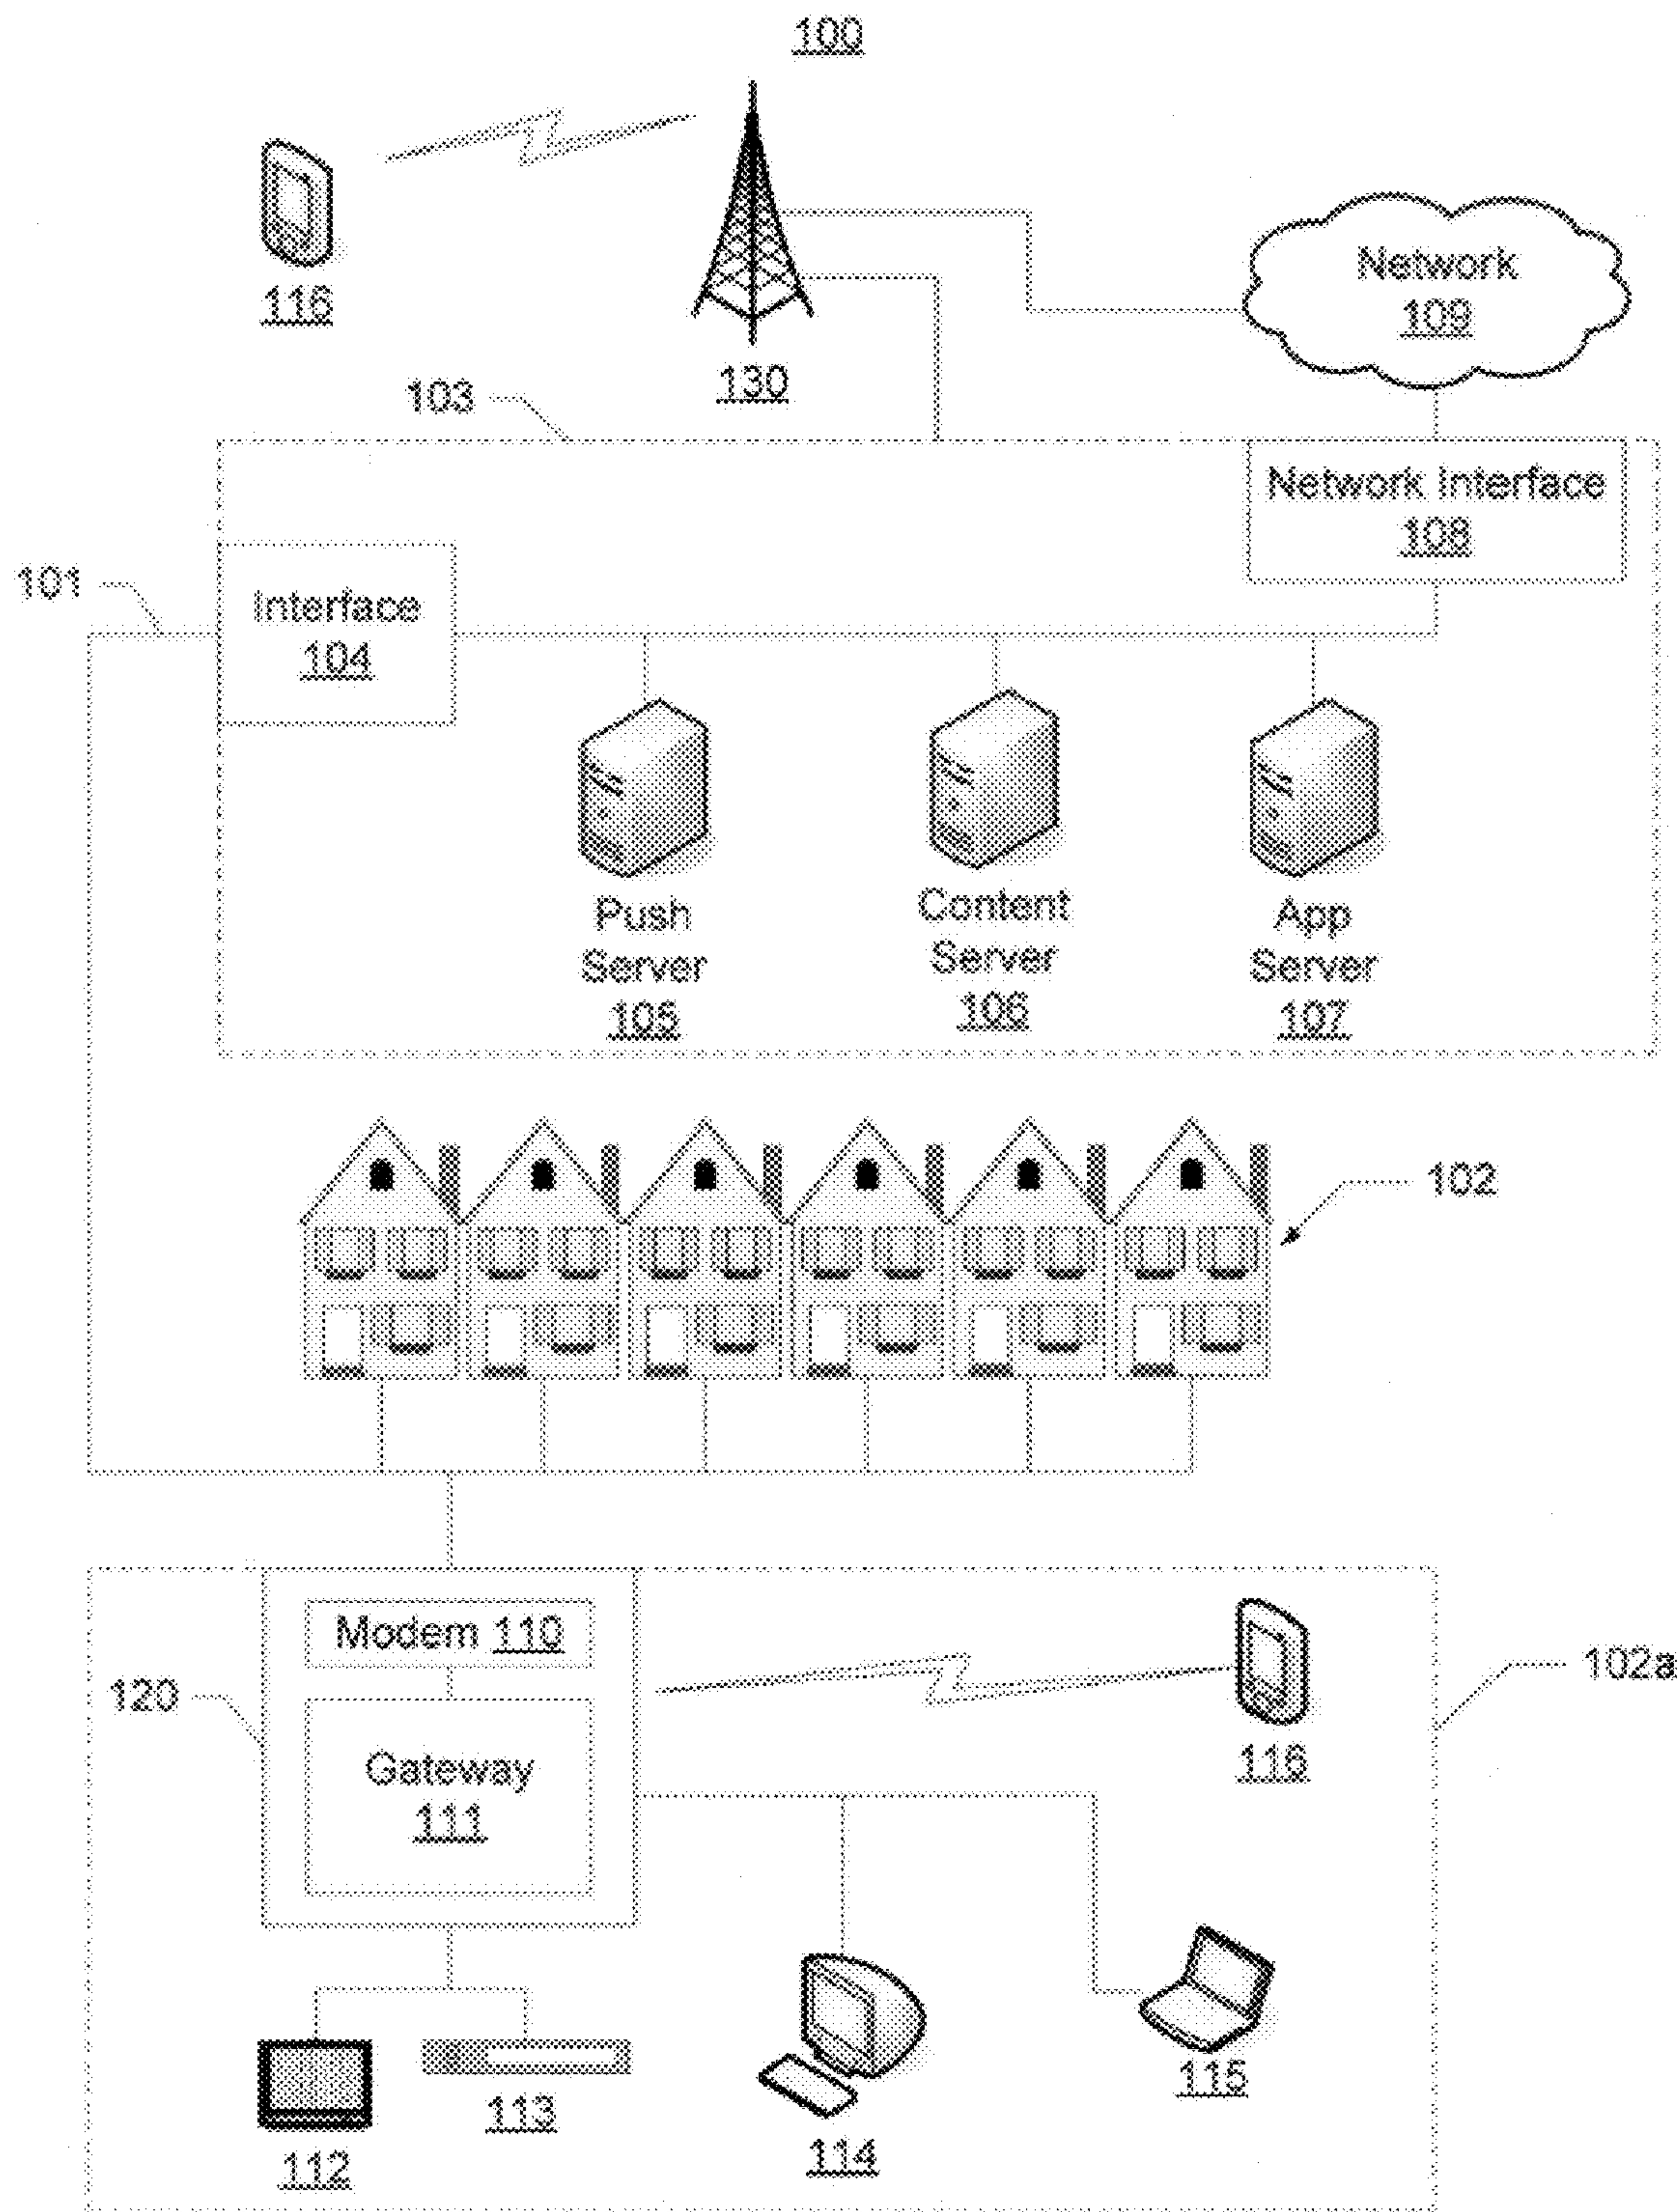 100
116
130
Network
109
103
Network Interface
108
101
Interface
104
Push
Server
105
Content
Server
106
App
Server
107
102
Modem 110
120
Gateway
111
116
102a
112
113
114
115